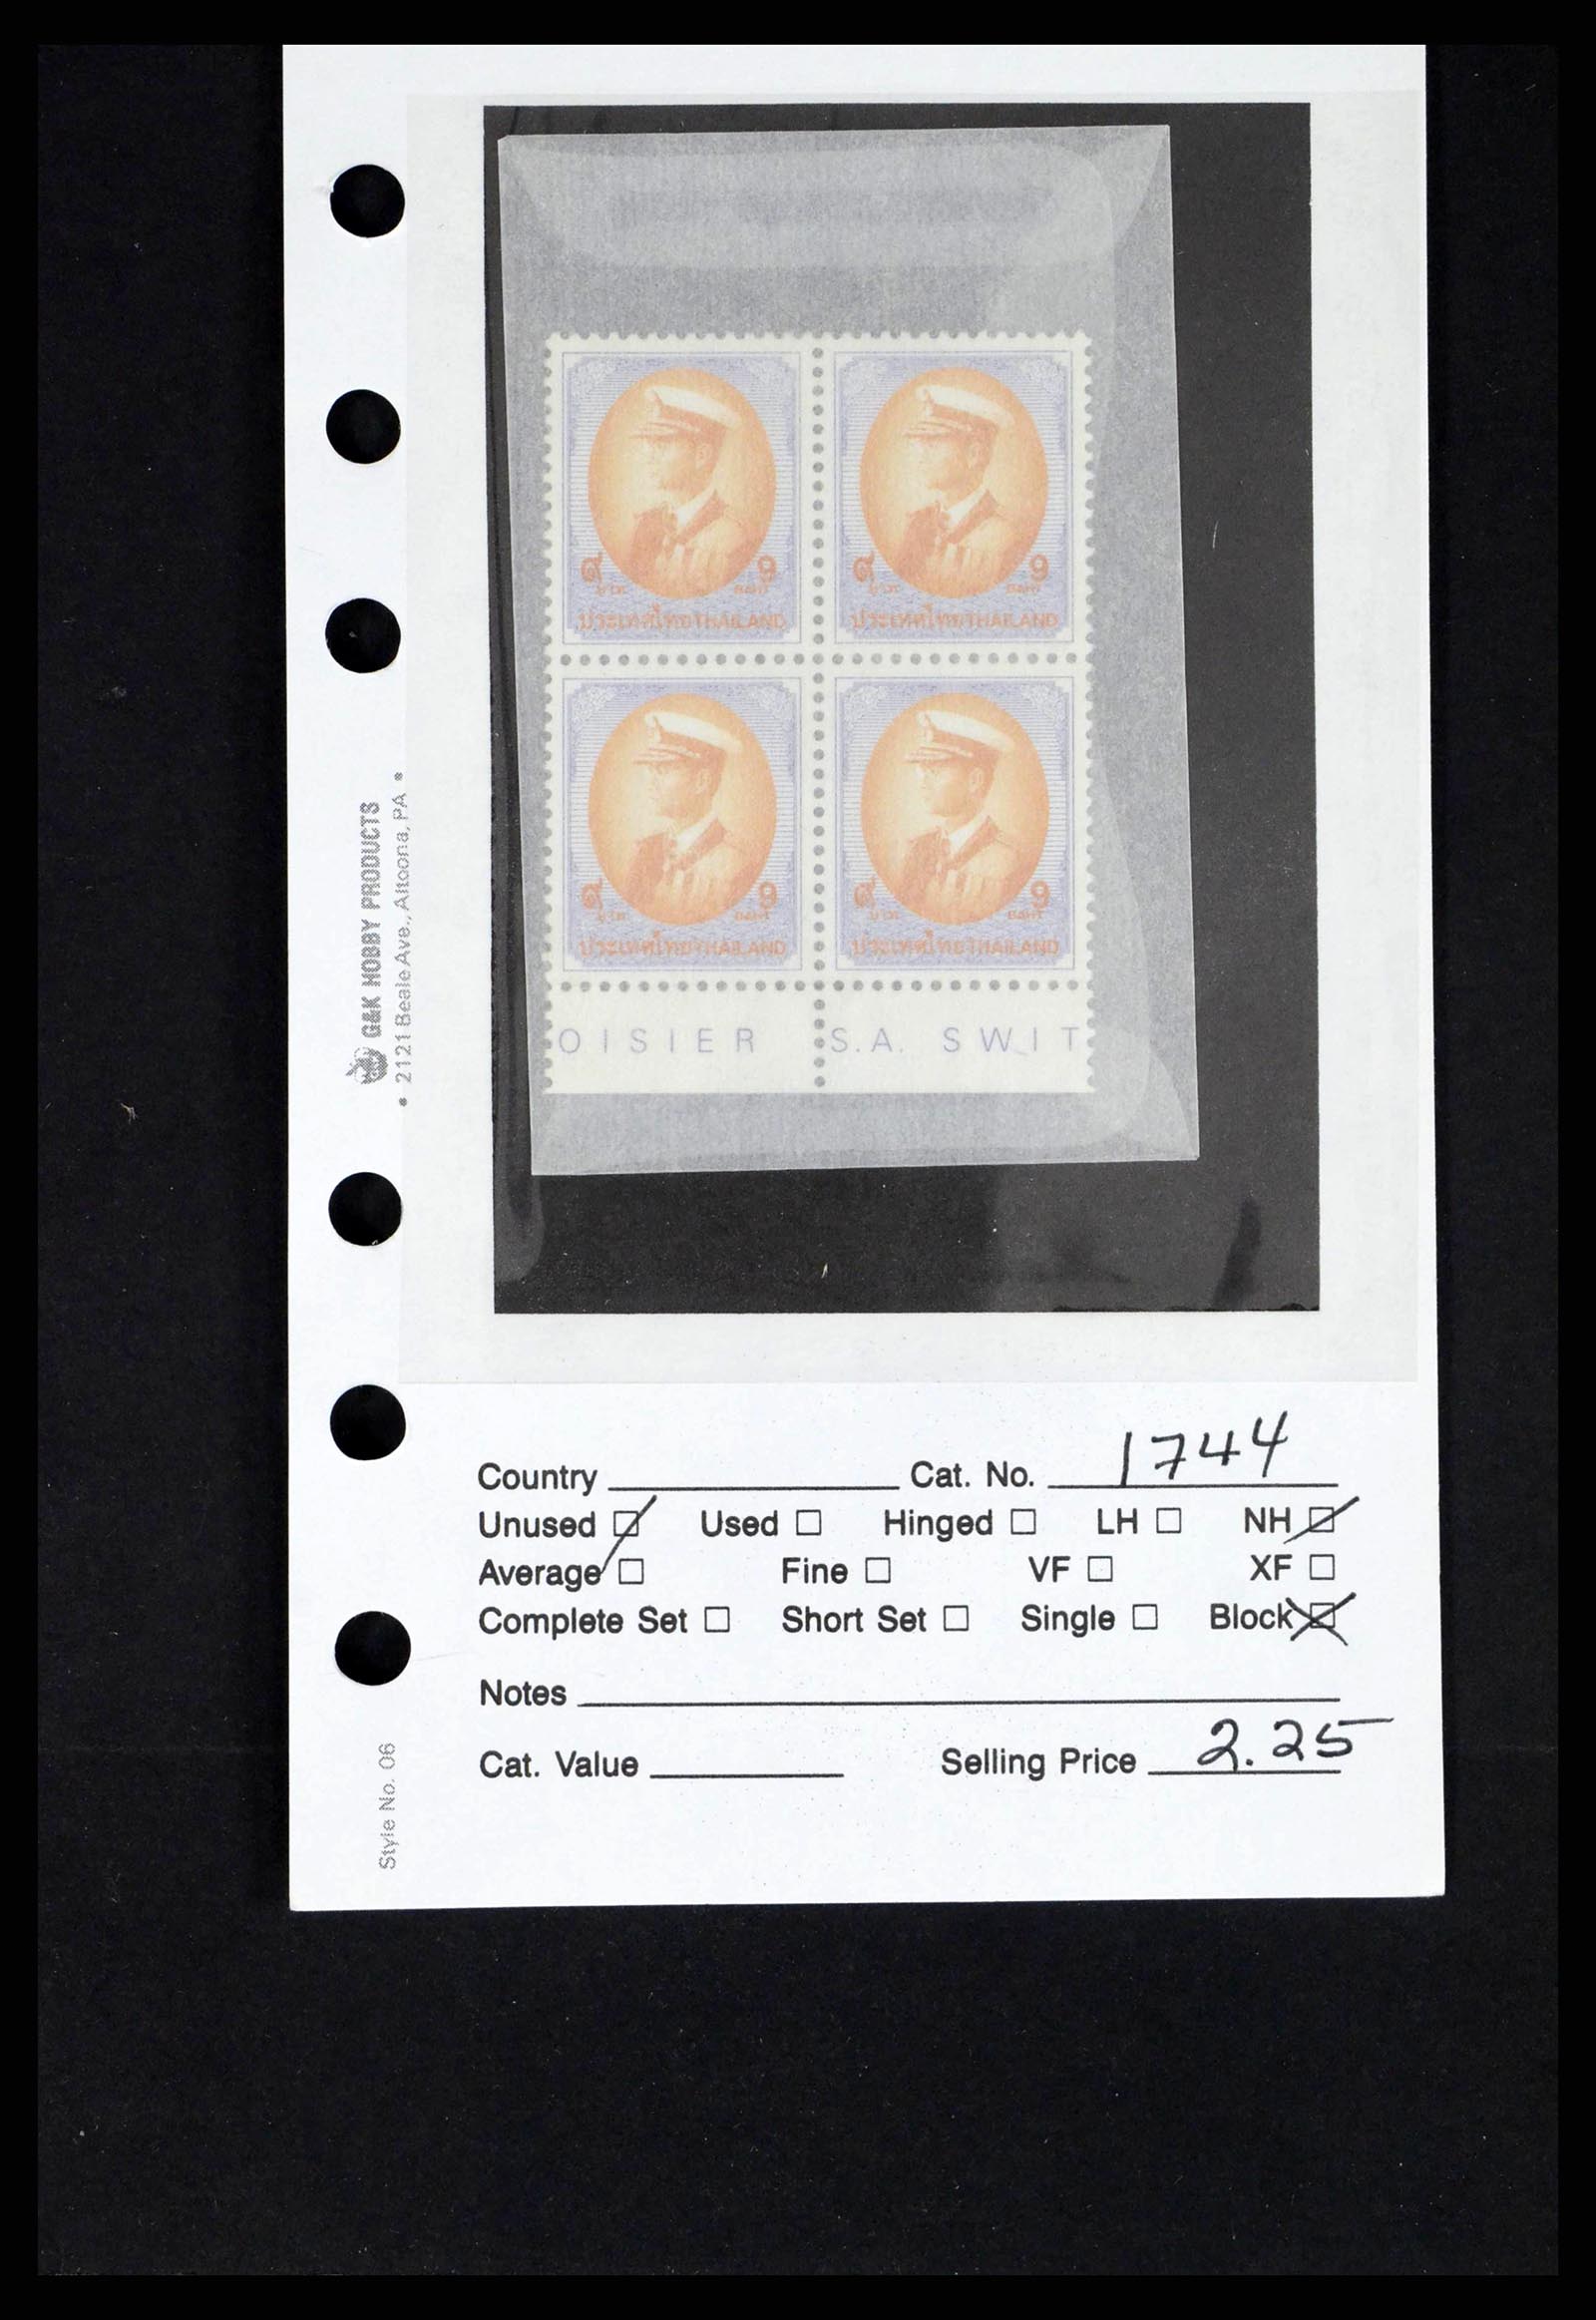 ๙ 9 ๙ 9
บาท BAHT บาท BAHT
ประเทศไทย THAILAND ประเทศไทย THAILAND
๙ 9 ๙ 9
บาท BAHT บาท BAHT
ประเทศไทย THAILAND ประเทศไทย THAILAND
OISIER S.A. SWIT
G&K HOBBY PRODUCTS
• 2121 Beale Ave., Altoona, PA •
Country Cat. No. 1744
Unused Used Hinged LH NH
Average Fine VF XF
Complete Set Short Set Single Block
Notes
Cat. Value Selling Price 2.25
Style No. 06